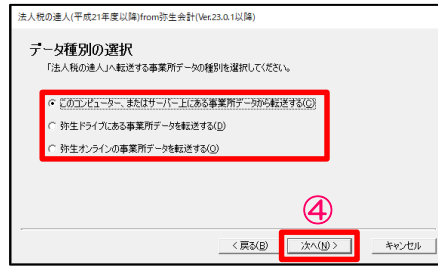 法人税の達人(平成21年度以降)from弥生会計(Ver.23.0.1以降)
データ種別の選択
「法人税の達人」へ転送する事業所データの種別を選択してください。
このコンピューター、またはサーバー上にある事業所データから転送する(C)
弥生ドライブにある事業所データを転送する(D)
弥生オンラインの事業所データを転送する(O)
④
< 戻る(B)
次へ(N) >
キャンセル